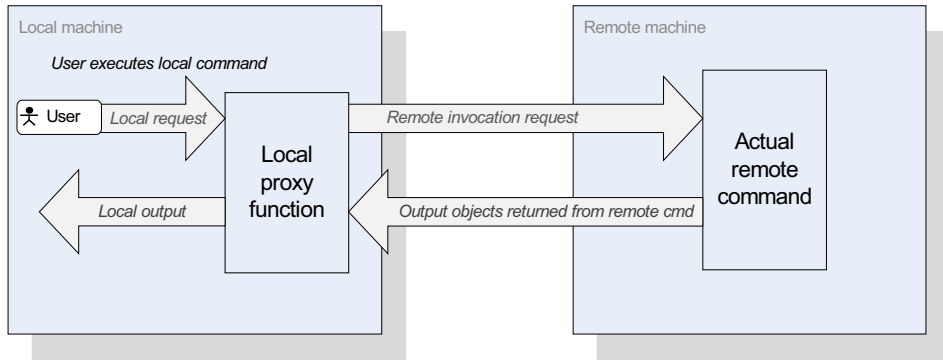 Local machine
Remote machine
User executes local command
User
Local request
Remote invocation request
Local
proxy
function
Actual
remote
command
Local output
Output objects returned from remote cmd